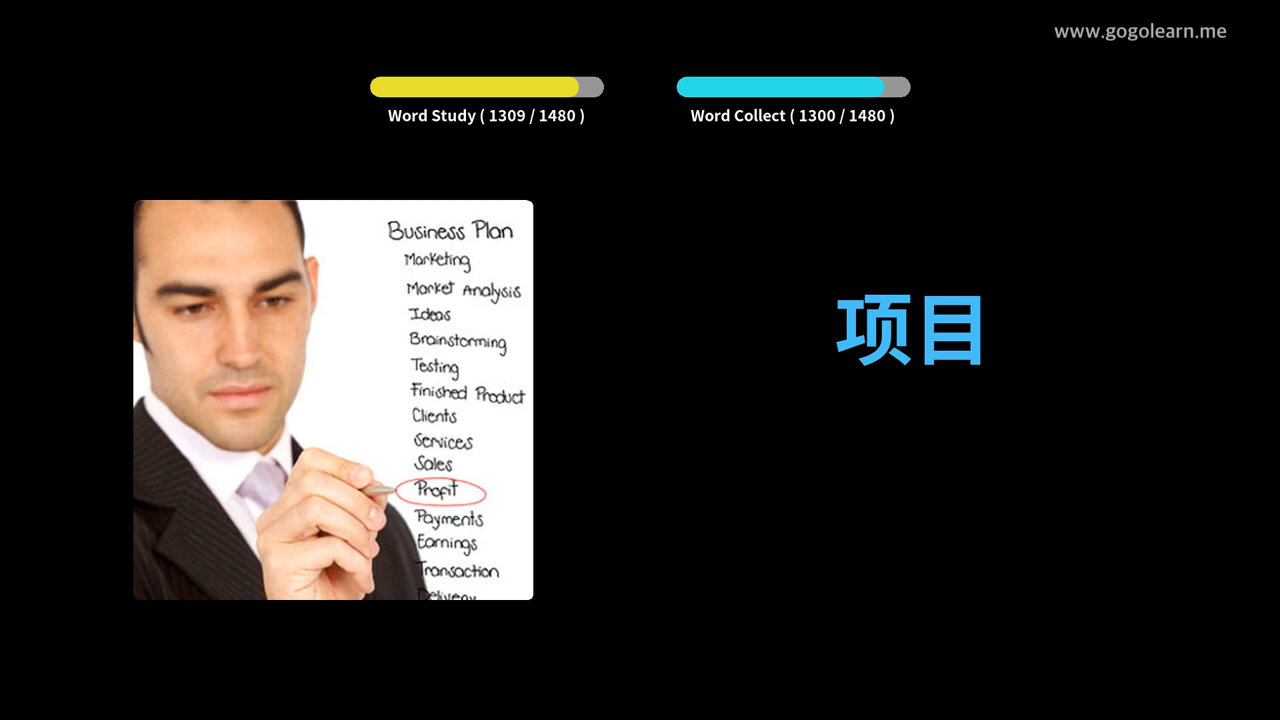 www.gogolearn.me
Word Study ( 1309 / 1480 )
Word Collect ( 1300 / 1480 )
Business Plan
Marketing
Market Analysis
Ideas
Brainstorming
Testing
Finished Product
Clients
Services
Sales
Profit
Payments
Earnings
Transaction
Delivery
项目